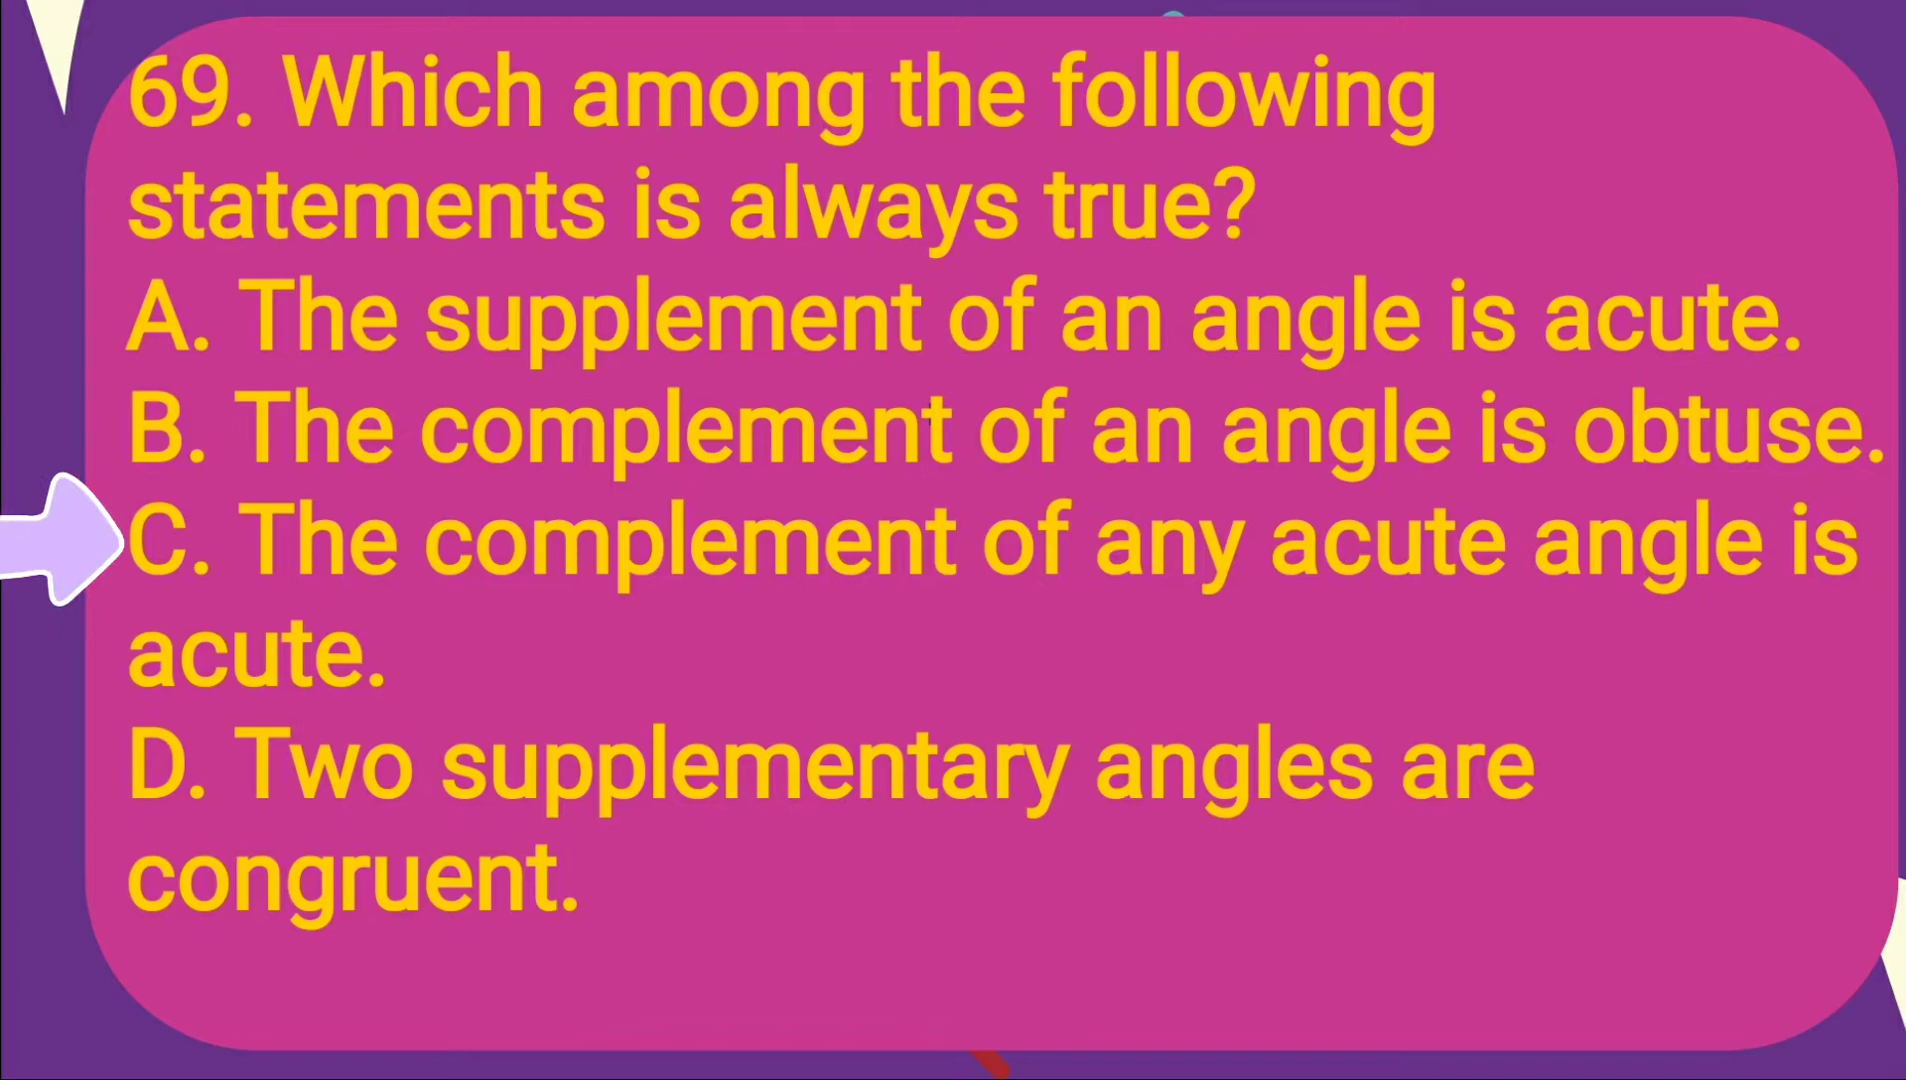 69. Which among the following
statements is always true?
A. The supplement of an angle is acute.
B. The complement of an angle is obtuse.
C. The complement of any acute angle is
acute.
D. Two supplementary angles are
congruent.